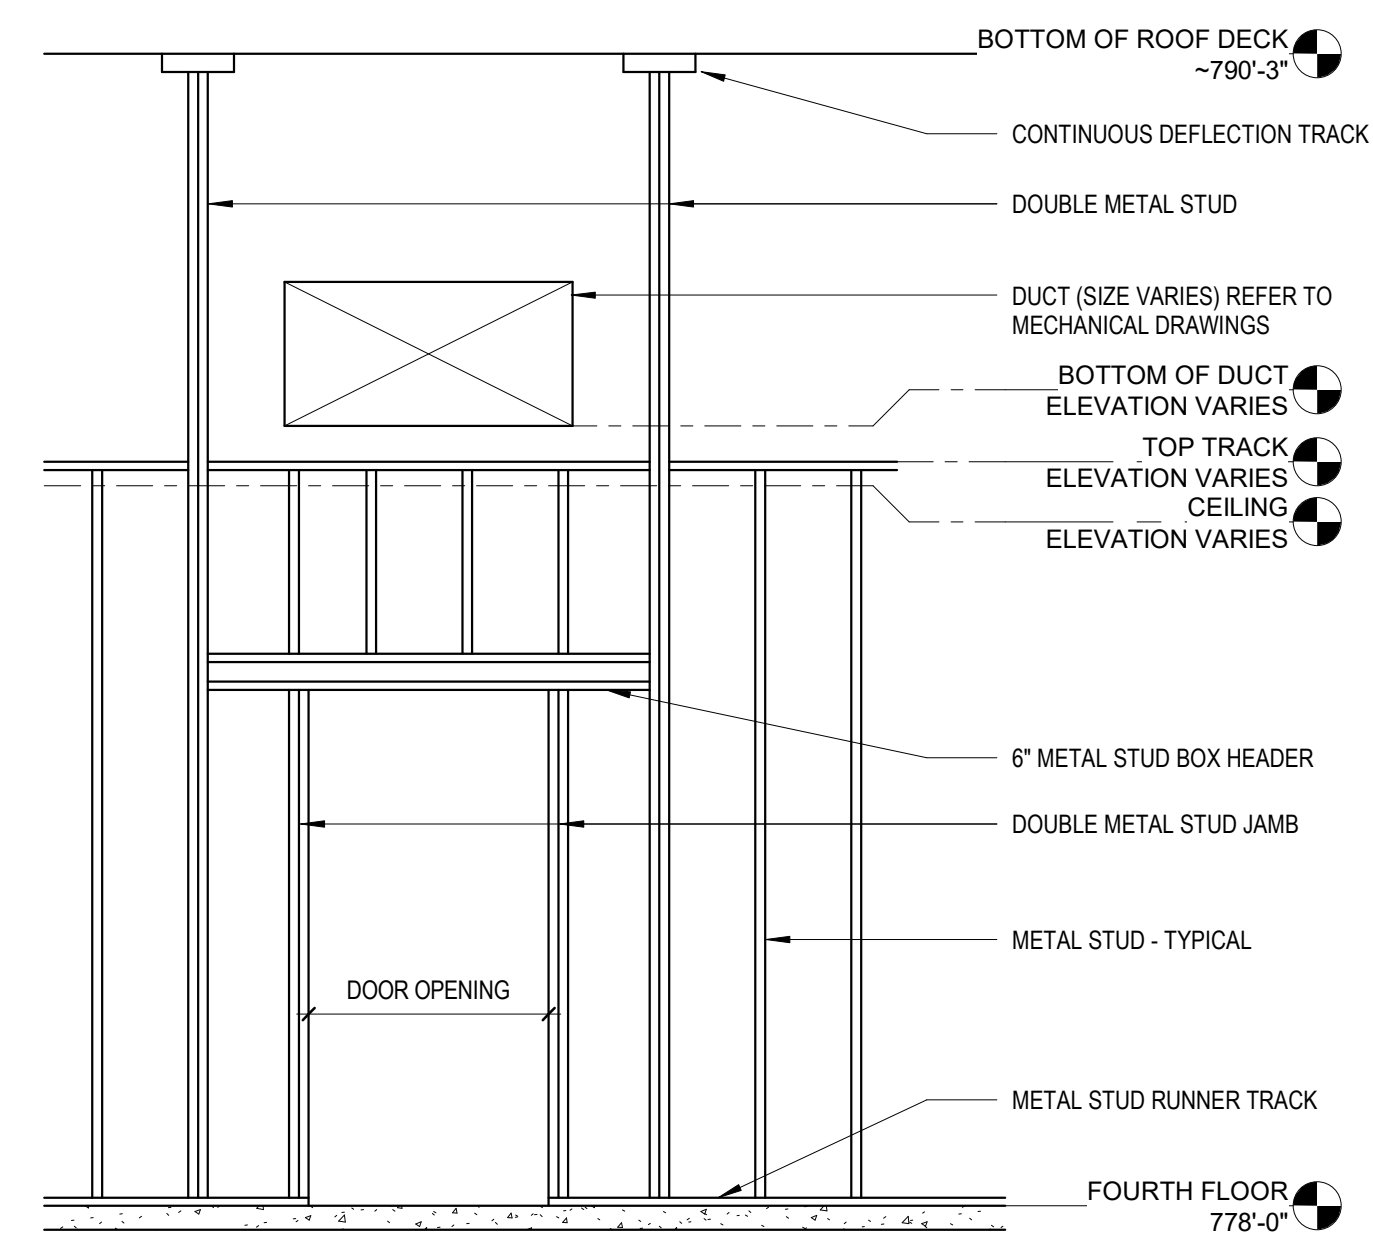 BOTTOM OF ROOF DECK
~790'-3"
CONTINUOUS DEFLECTION TRACK
DOUBLE METAL STUD
DUCT (SIZE VARIES) REFER TO
MECHANICAL DRAWINGS
BOTTOM OF DUCT
ELEVATION VARIES
TOP TRACK
ELEVATION VARIES
CEILING
ELEVATION VARIES
6" METAL STUD BOX HEADER
DOUBLE METAL STUD JAMB
METAL STUD - TYPICAL
DOOR OPENING
METAL STUD RUNNER TRACK
FOURTH FLOOR
778'-0"